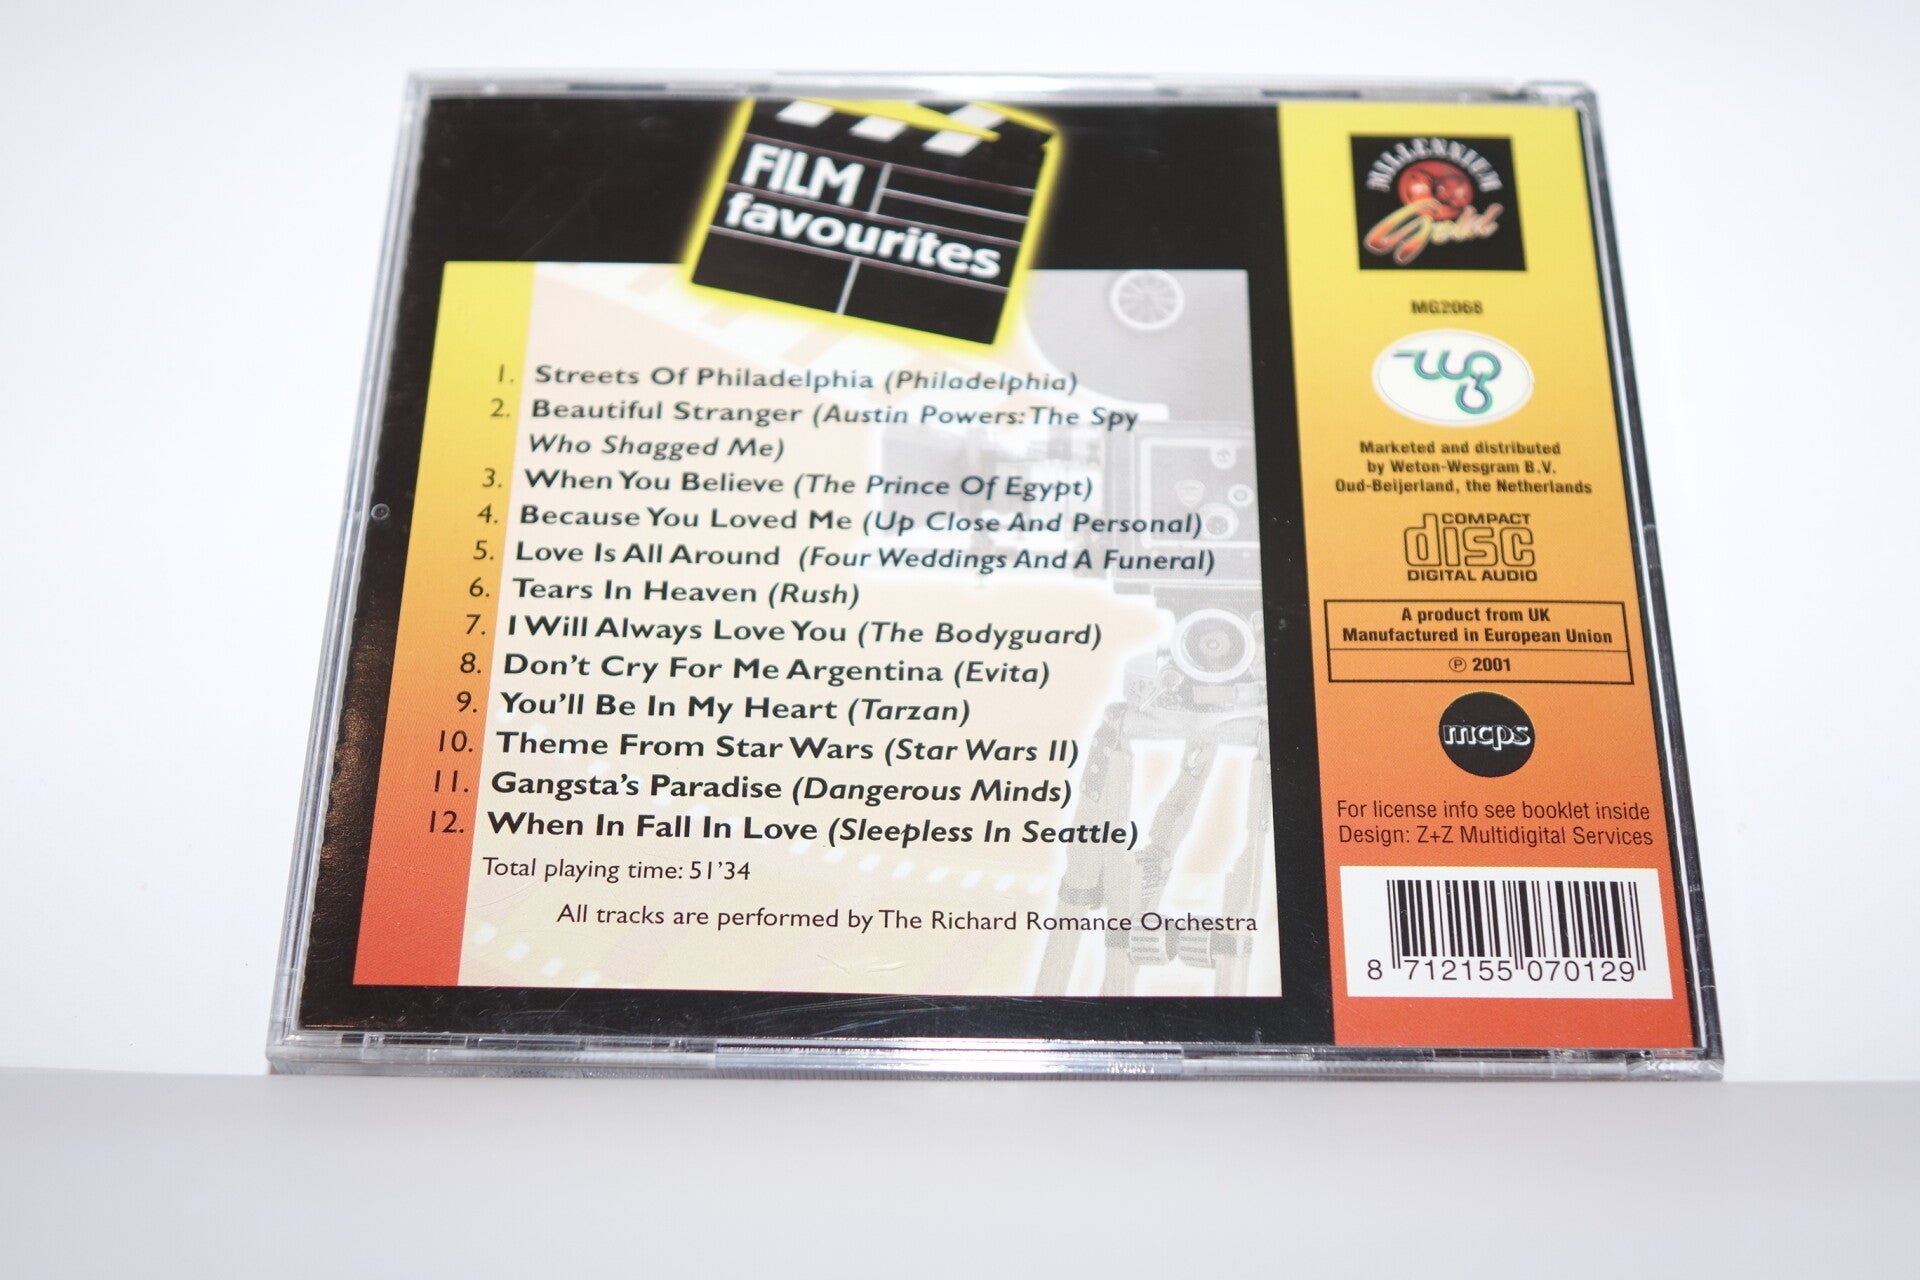 FILM
favourites
1. Streets Of Philadelphia (Philadelphia)
2. Beautiful Stranger (Austin Powers: The Spy
Who Shagged Me)
3. When You Believe (The Prince Of Egypt)
4. Because You Loved Me (Up Close And Personal)
5. Love Is All Around (Four Weddings And A Funeral)
6. Tears In Heaven (Rush)
7. I Will Always Love You (The Bodyguard)
8. Don't Cry For Me Argentina (Evita)
9. You'll Be In My Heart (Tarzan)
10. Theme From Star Wars (Star Wars II)
11. Gangsta's Paradise (Dangerous Minds)
12. When In Fall In Love (Sleepless In Seattle)
Total playing time: 51'34
All tracks are performed by The Richard Romance Orchestra
MILLENNIUM
Gold
MG2068
wg
Marketed and distributed
by Weton-Wesgram B.V.
Oud-Beijerland, the Netherlands
COMPACT
disc
DIGITAL AUDIO
A product from UK
Manufactured in European Union
℗ 2001
mcps
For license info see booklet inside
Design: Z+Z Multidigital Services
8 712155 070129